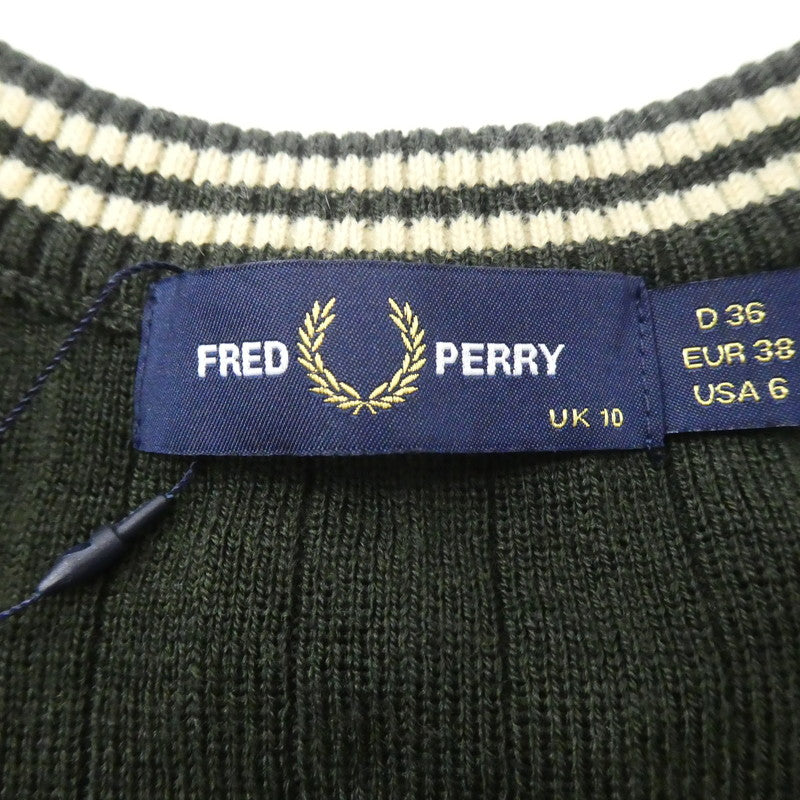 FRED PERRY
UK 10
D 36
EUR 38
USA 6